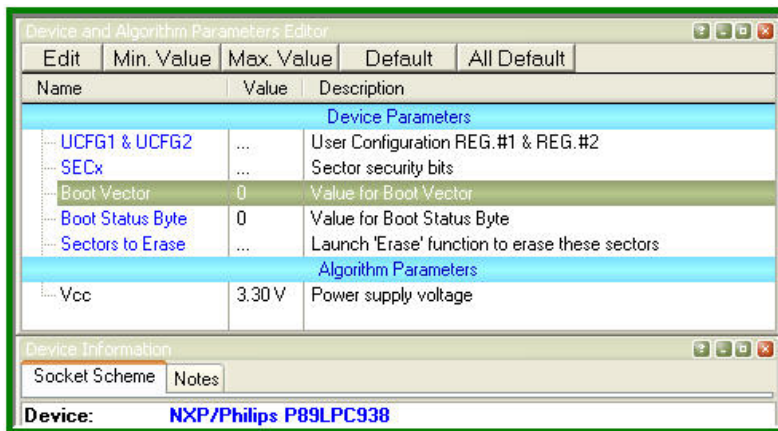 Device and Algorithm Parameters Editor
Edit Min. Value Max. Value Default All Default
Name Value Description
Device Parameters
UCFG1 & UCFG2 ... User Configuration REG.#1 & REG.#2
SECx ... Sector security bits
Boot Vector 0 Value for Boot Vector
Boot Status Byte 0 Value for Boot Status Byte
Sectors to Erase ... Launch 'Erase' function to erase these sectors
Algorithm Parameters
Vcc 3.30 V Power supply voltage
Device Information
Socket Scheme Notes
Device: NXP/Philips P89LPC938